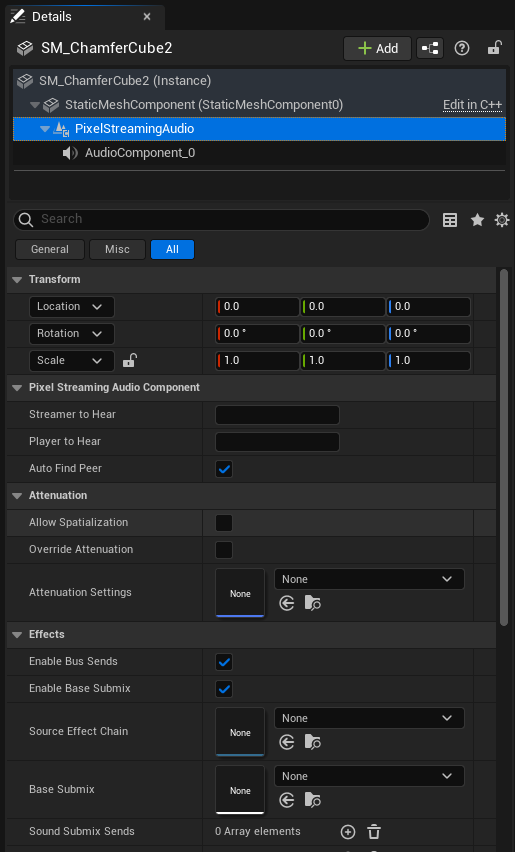 Details
SM_ChamferCube2
Add
SM_ChamferCube2 (Instance)
StaticMeshComponent (StaticMeshComponent0) Edit in C++
PixelStreamingAudio
AudioComponent_0
Search
General Misc All
Transform
Location 0.0 0.0 0.0
Rotation 0.0 ° 0.0 ° 0.0 °
Scale 1.0 1.0 1.0
Pixel Streaming Audio Component
Streamer to Hear
Player to Hear
Auto Find Peer
Attenuation
Allow Spatialization
Override Attenuation
Attenuation Settings None None
Effects
Enable Bus Sends
Enable Base Submix
Source Effect Chain None None
Base Submix None None
Sound Submix Sends 0 Array elements